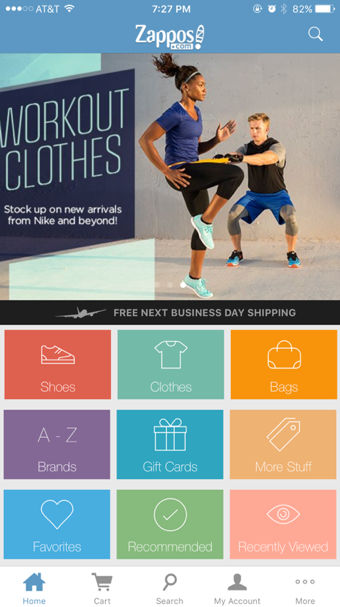 AT&T 7:27 PM 82%
Zappos
.com
WORKOUT
CLOTHES
Stock up on new arrivals
from Nike and beyond!
FREE NEXT BUSINESS DAY SHIPPING
Shoes Clothes Bags
A - Z
Brands Gift Cards More Stuff
Favorites Recommended Recently Viewed
Home Cart Search My Account More